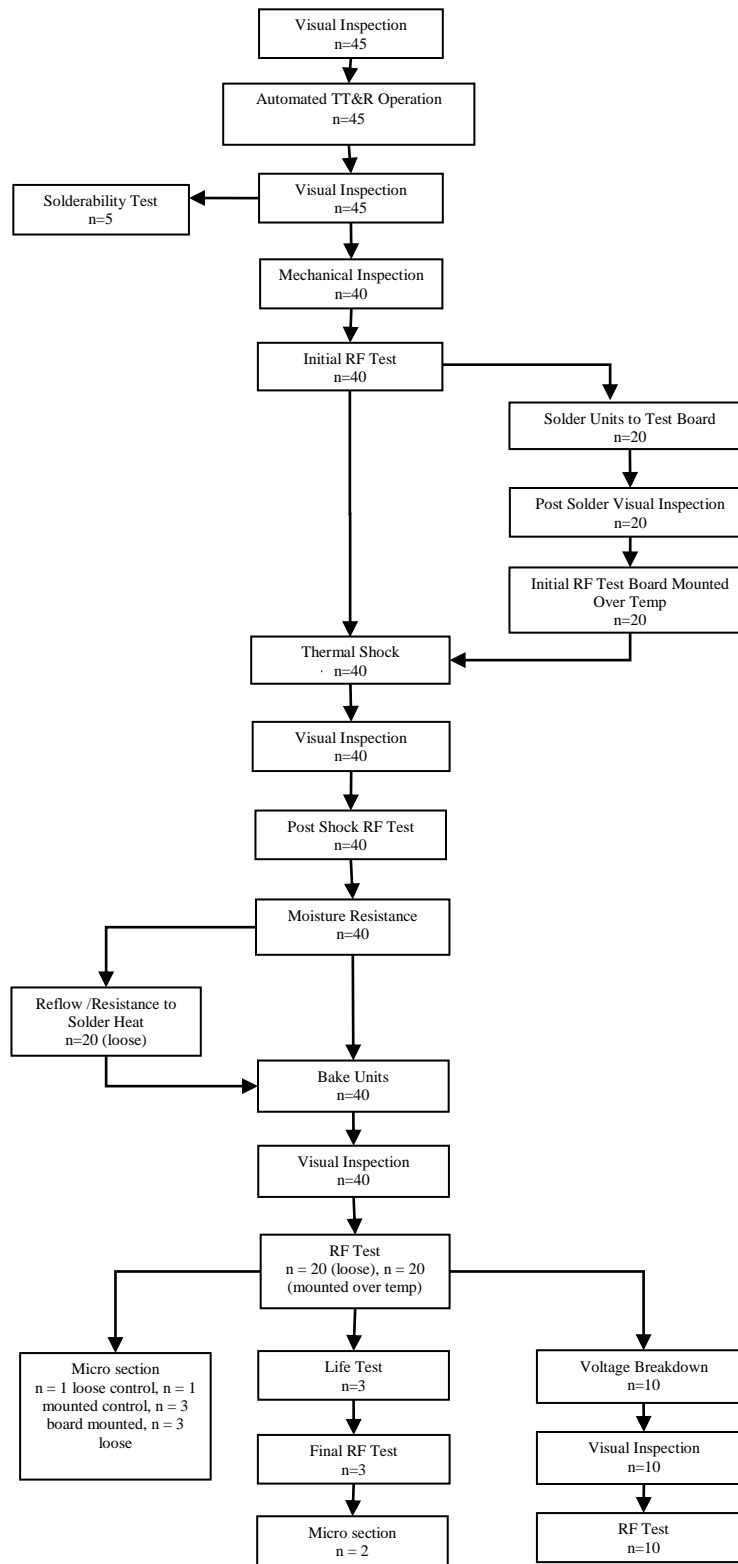 Visual Inspection
n=45
Automated TT&R Operation
n=45
Solderability Test
n=5
Visual Inspection
n=45
Mechanical Inspection
n=40
Initial RF Test
n=40
Solder Units to Test Board
n=20
Post Solder Visual Inspection
n=20
Initial RF Test Board Mounted
Over Temp
n=20
Thermal Shock
n=40
Visual Inspection
n=40
Post Shock RF Test
n=40
Moisture Resistance
n=40
Reflow /Resistance to
Solder Heat
n=20 (loose)
Bake Units
n=40
Visual Inspection
n=40
RF Test
n = 20 (loose), n = 20
(mounted over temp)
Micro section
n = 1 loose control, n = 1
mounted control, n = 3
board mounted, n = 3
loose
Life Test
n=3
Final RF Test
n=3
Micro section
n = 2
Voltage Breakdown
n=10
Visual Inspection
n=10
RF Test
n=10